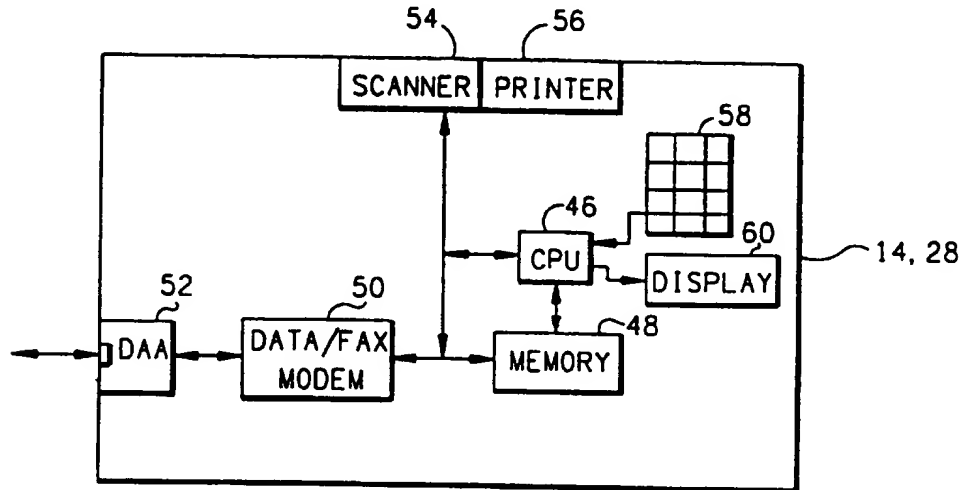 54
56
SCANNER
PRINTER
58
46
CPU
60
DISPLAY
14, 28
52
DAA
50
DATA/FAX
MODEM
48
MEMORY